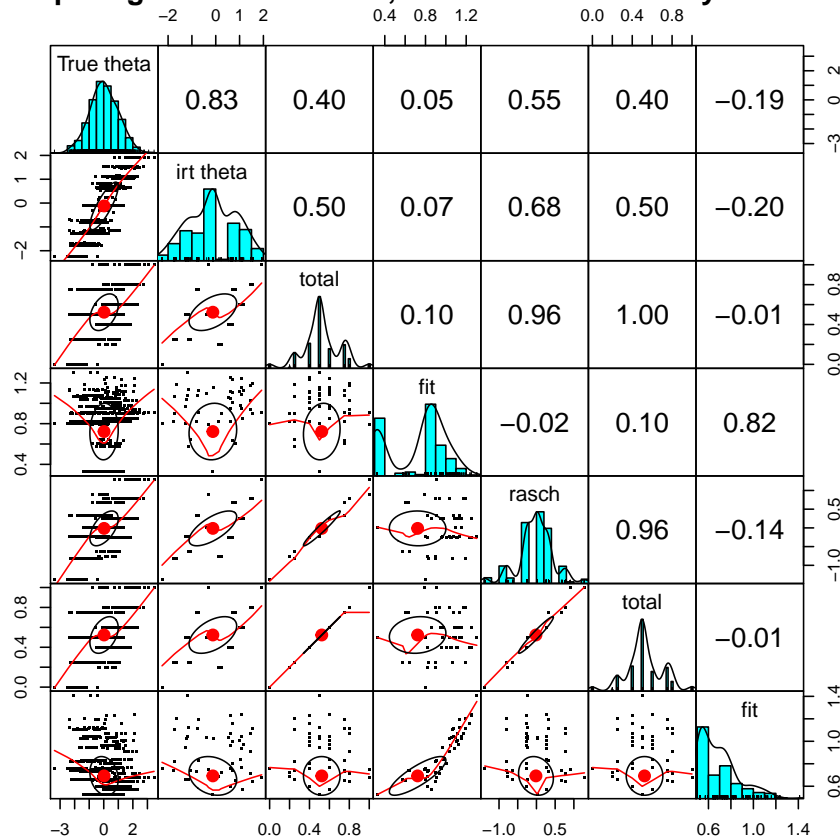 −2 0 1 2 0.4 0.8 1.2 0.0 0.4 0.8
True theta
0.83 0.40 0.05 0.55 0.40 −0.19
−3 0 2
−2 0 1 2
irt theta
0.50 0.07 0.68 0.50 −0.20
total
0.10 0.96 1.00 −0.01
0.0 0.4 0.8
0.4 0.8 1.2
fit
−0.02 0.10 0.82
rasch
0.96 −0.14
−1.0 0.5
0.0 0.4 0.8
total
−0.01
fit
0.6 1.0 1.4
−3 0 2 0.0 0.4 0.8 −1.0 0.5 0.6 1.0 1.4